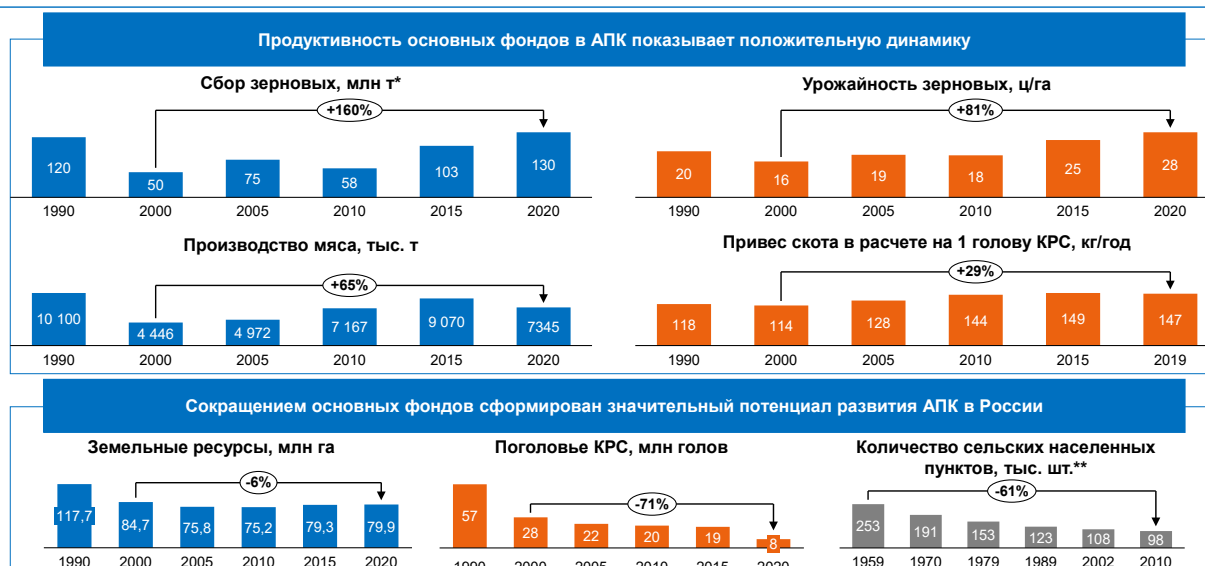 Продуктивность основных фондов в АПК показывает положительную динамику
Сбор зерновых, млн т*
+160%
120 50 75 58 103 130
1990 2000 2005 2010 2015 2020
Урожайность зерновых, ц/га
+81%
20 16 19 18 25 28
1990 2000 2005 2010 2015 2020
Производство мяса, тыс. т
+65%
10 100 4 446 4 972 7 167 9 070 7345
1990 2000 2005 2010 2015 2020
Привес скота в расчете на 1 голову КРС, кг/год
+29%
118 114 128 144 149 147
1990 2000 2005 2010 2015 2019
Сокращением основных фондов сформирован значительный потенциал развития АПК в России
Земельные ресурсы, млн га
-6%
117,7 84,7 75,8 75,2 79,3 79,9
1990 2000 2005 2010 2015 2020
Поголовье КРС, млн голов
-71%
57 28 22 20 19 8
1990 2000 2005 2010 2015 2020
Количество сельских населенных
пунктов, тыс. шт.**
-61%
253 191 153 123 108 98
1959 1970 1979 1989 2002 2010